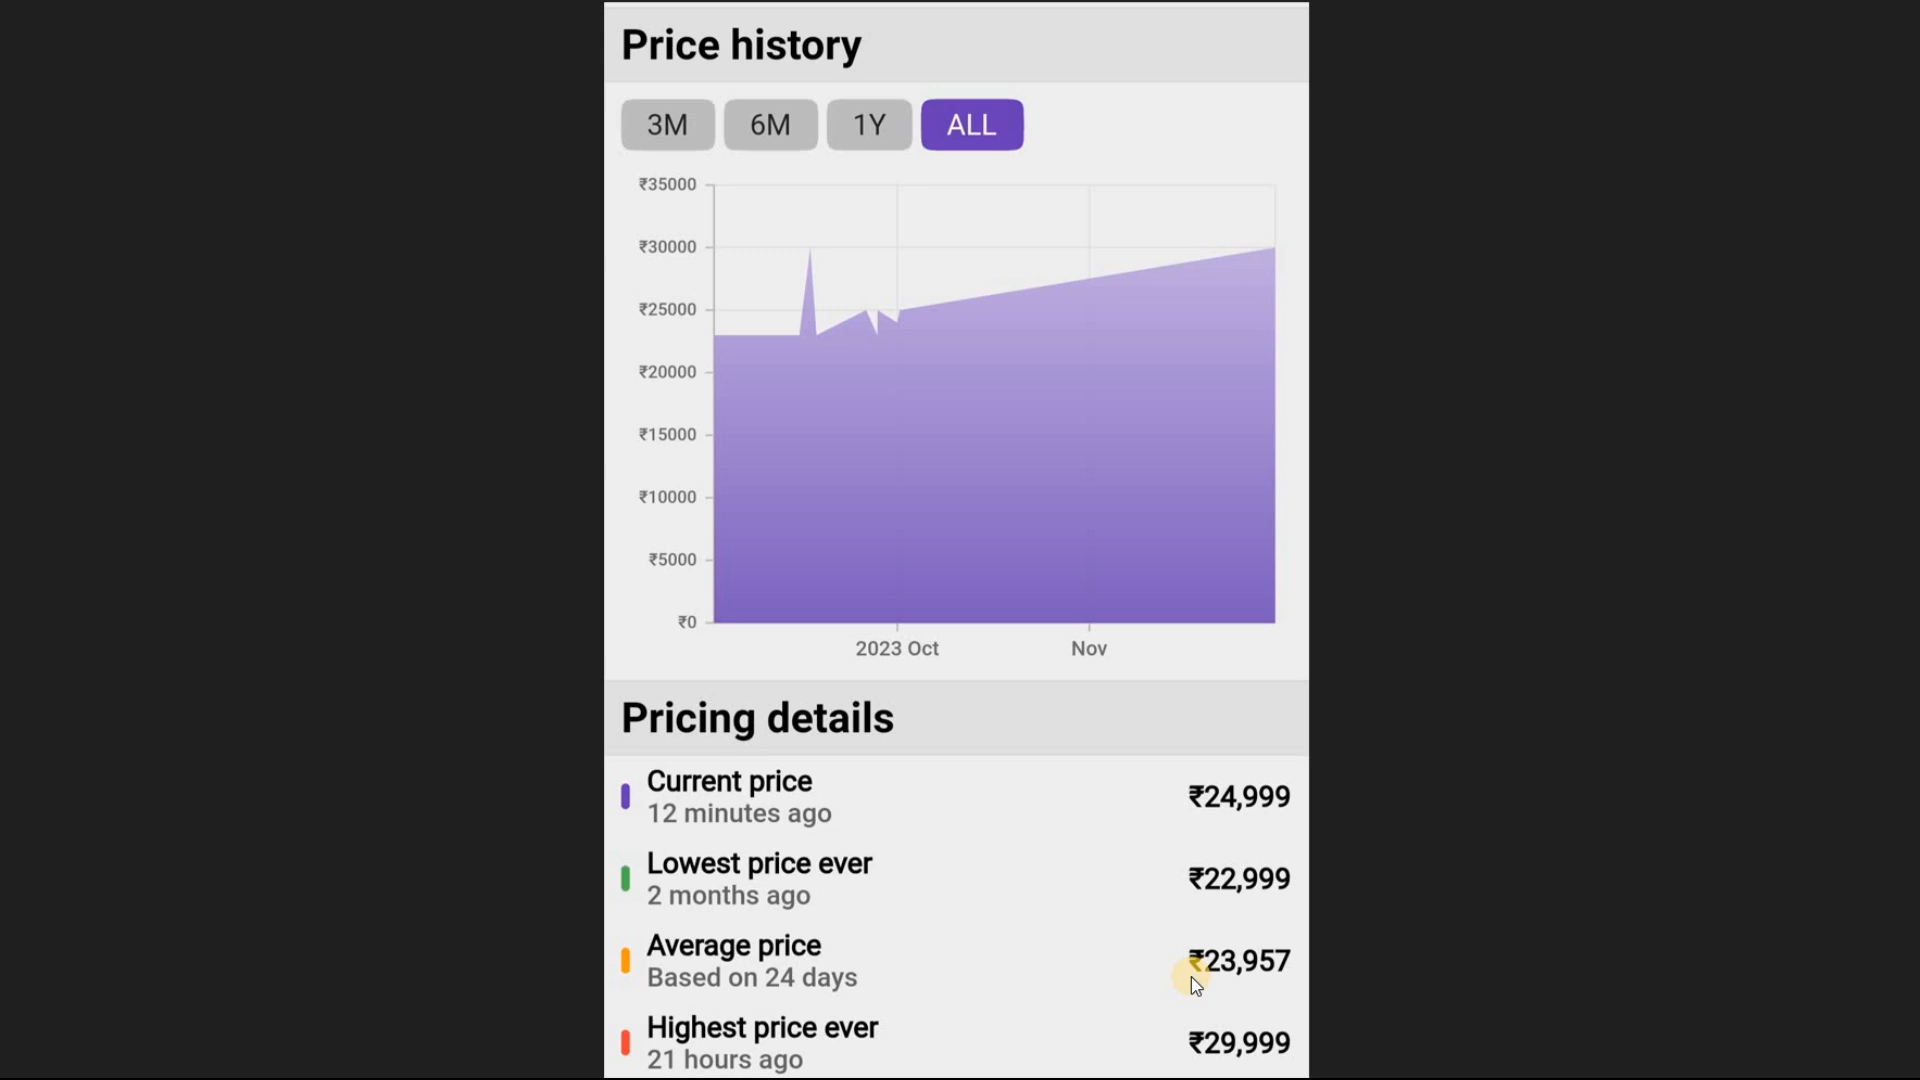 Price history
3M 6M 1Y ALL
₹35000
₹30000
₹25000
₹20000
₹15000
₹10000
₹5000
₹0
2023 Oct Nov
Pricing details
Current price ₹24,999
12 minutes ago
Lowest price ever ₹22,999
2 months ago
Average price ₹23,957
Based on 24 days
Highest price ever ₹29,999
21 hours ago